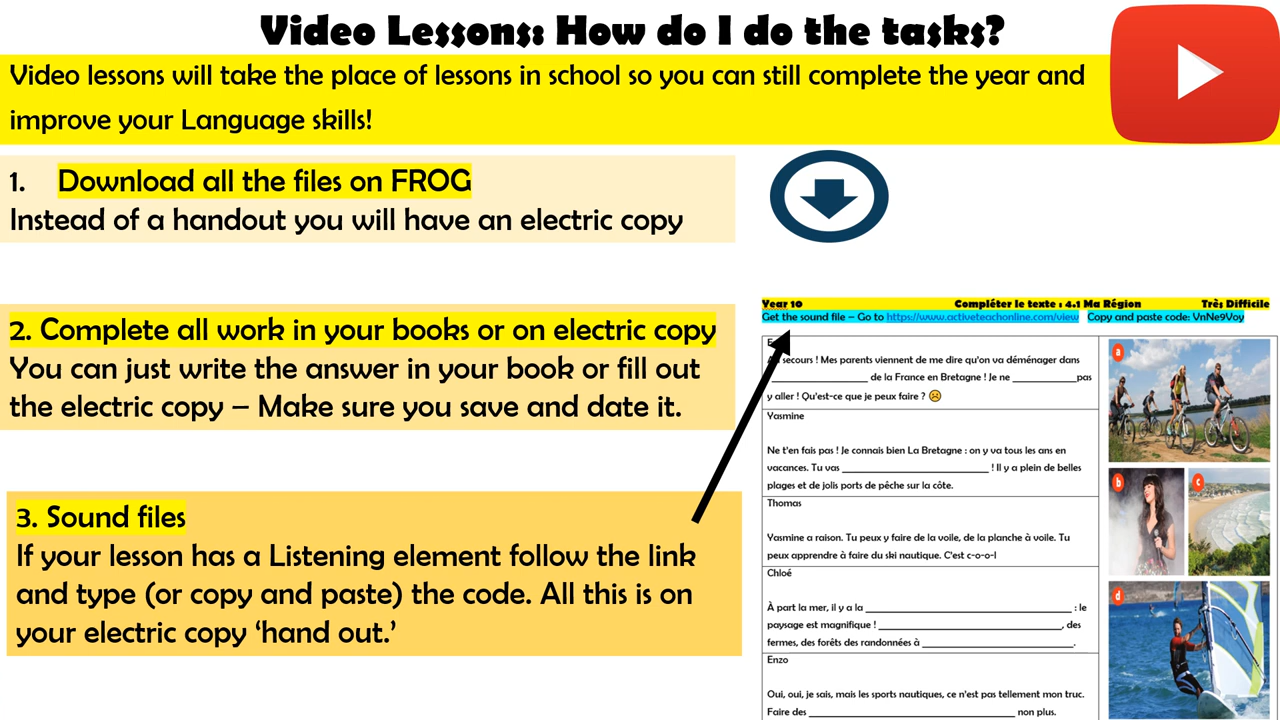 Video Lessons: How do I do the tasks?
Video lessons will take the place of lessons in school so you can still complete the year and
improve your Language skills!
1. Download all the files on FROG
Instead of a handout you will have an electric copy
2. Complete all work in your books or on electric copy
You can just write the answer in your book or fill out
the electric copy – Make sure you save and date it.
3. Sound files
If your lesson has a Listening element follow the link
and type (or copy and paste) the code. All this is on
your electric copy ‘hand out.’
Year 10 Compléter le texte : 4.1 Ma Région Très Difficile
Get the sound file – Go to https://www.activeteachonline.com/view Copy and paste code: VnNe9Voy
secours ! Mes parents viennent de me dire qu'on va déménager dans
____________________ de la France en Bretagne ! Je ne _____________pas
y aller ! Qu'est-ce que je peux faire ? ☹
Yasmine
Ne t'en fais pas ! Je connais bien La Bretagne : on y va tous les ans en
vacances. Tu vas ______________________________ ! Il y a plein de belles
plages et de jolis ports de pêche sur la côte.
Thomas
Yasmine a raison. Tu peux y faire de la voile, de la planche à voile. Tu
peux apprendre à faire du ski nautique. C'est c-o-o-l
Chloé
À part la mer, il y a la __________________________________________ : le
paysage est magnifique ! ______________________________________, des
fermes, des forêts des randonnées à _______________________________.
Enzo
Oui, oui, je sais, mais les sports nautiques, ce n'est pas tellement mon truc.
Faire des __________________________________________ non plus.
a
b
c
d